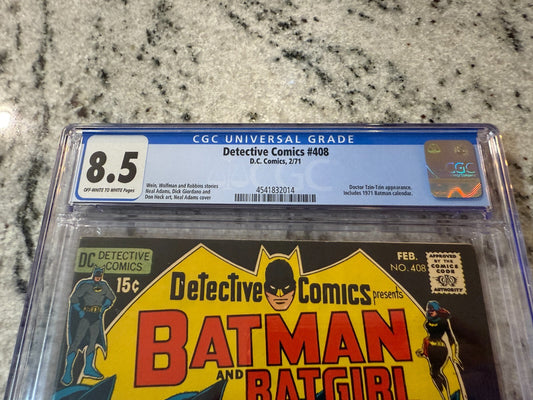 CGC UNIVERSAL GRADE
8.5
OFF-WHITE TO WHITE Pages
Detective Comics #408
D.C. Comics, 2/71
Wein, Wolfman and Robbins stories
Neal Adams, Dick Giordano and
Don Heck art, Neal Adams cover
4541832014
Doctor Tzin-Tzin appearance.
Includes 1971 Batman calendar.
CGC
DC DETECTIVE
COMICS
15¢
FEB.
NO. 408
APPROVED
BY THE
COMICS
CODE
AUTHORITY
Detective Comics presents
BATMAN
AND BATGIRL